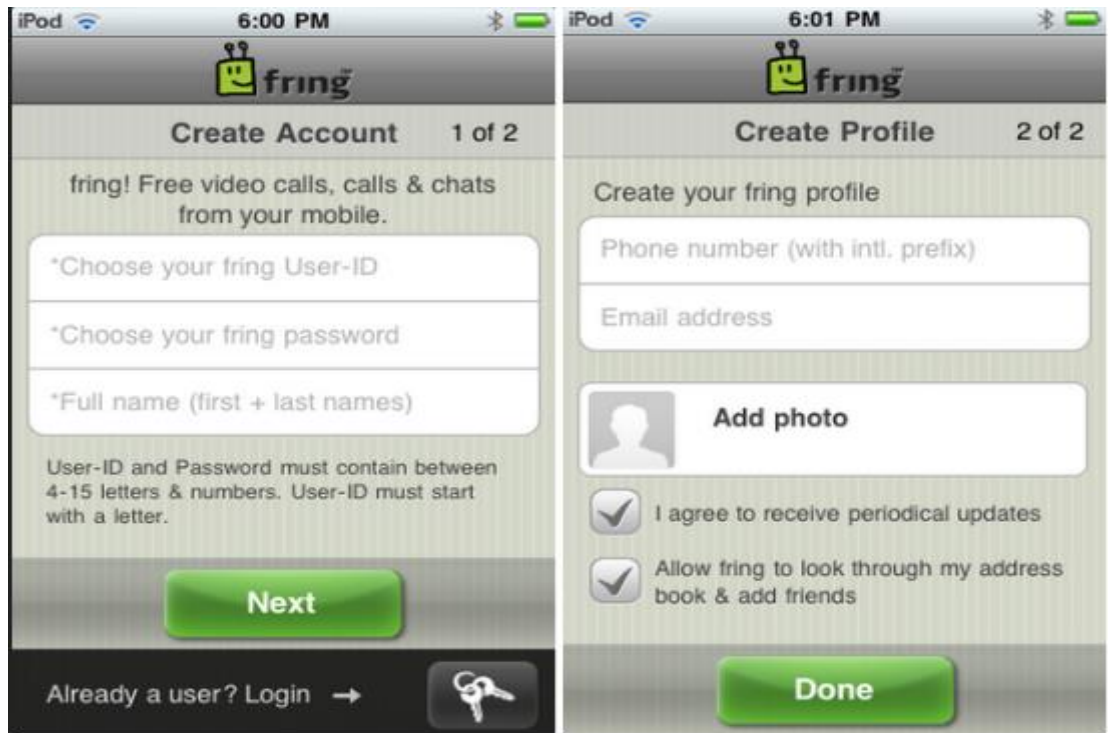 iPod 6:00 PM
fring™
Create Account 1 of 2
fring! Free video calls, calls & chats
from your mobile.
*Choose your fring User-ID
*Choose your fring password
*Full name (first + last names)
User-ID and Password must contain between
4-15 letters & numbers. User-ID must start
with a letter.
Next
Already a user? Login →
iPod 6:01 PM
fring™
Create Profile 2 of 2
Create your fring profile
Phone number (with intl. prefix)
Email address
Add photo
I agree to receive periodical updates
Allow fring to look through my address
book & add friends
Done